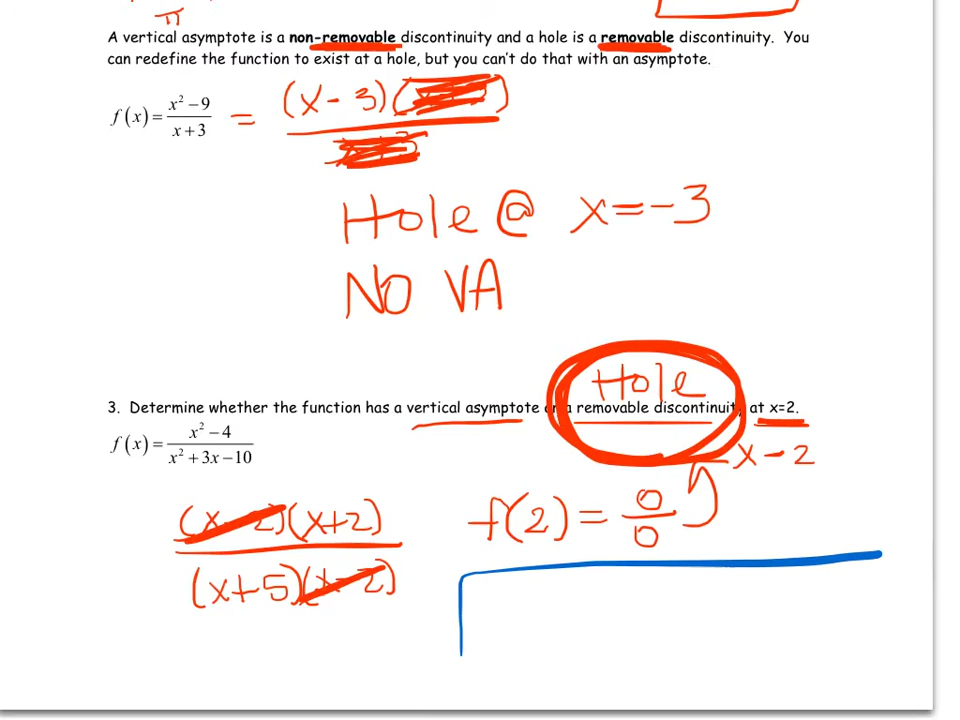 π
A vertical asymptote is a non-removable discontinuity and a hole is a removable discontinuity. You
can redefine the function to exist at a hole, but you can't do that with an asymptote.
f(x) = (x² − 9)/(x + 3) = (x − 3)(x + 3)/(x + 3)
Hole @ x = −3
NO VA
Hole
3. Determine whether the function has a vertical asymptote or a removable discontinuity at x=2.
f(x) = (x² − 4)/(x² + 3x − 10)
x − 2
(x − 2)(x + 2)/(x + 5)(x − 2)
f(2) = 0/0